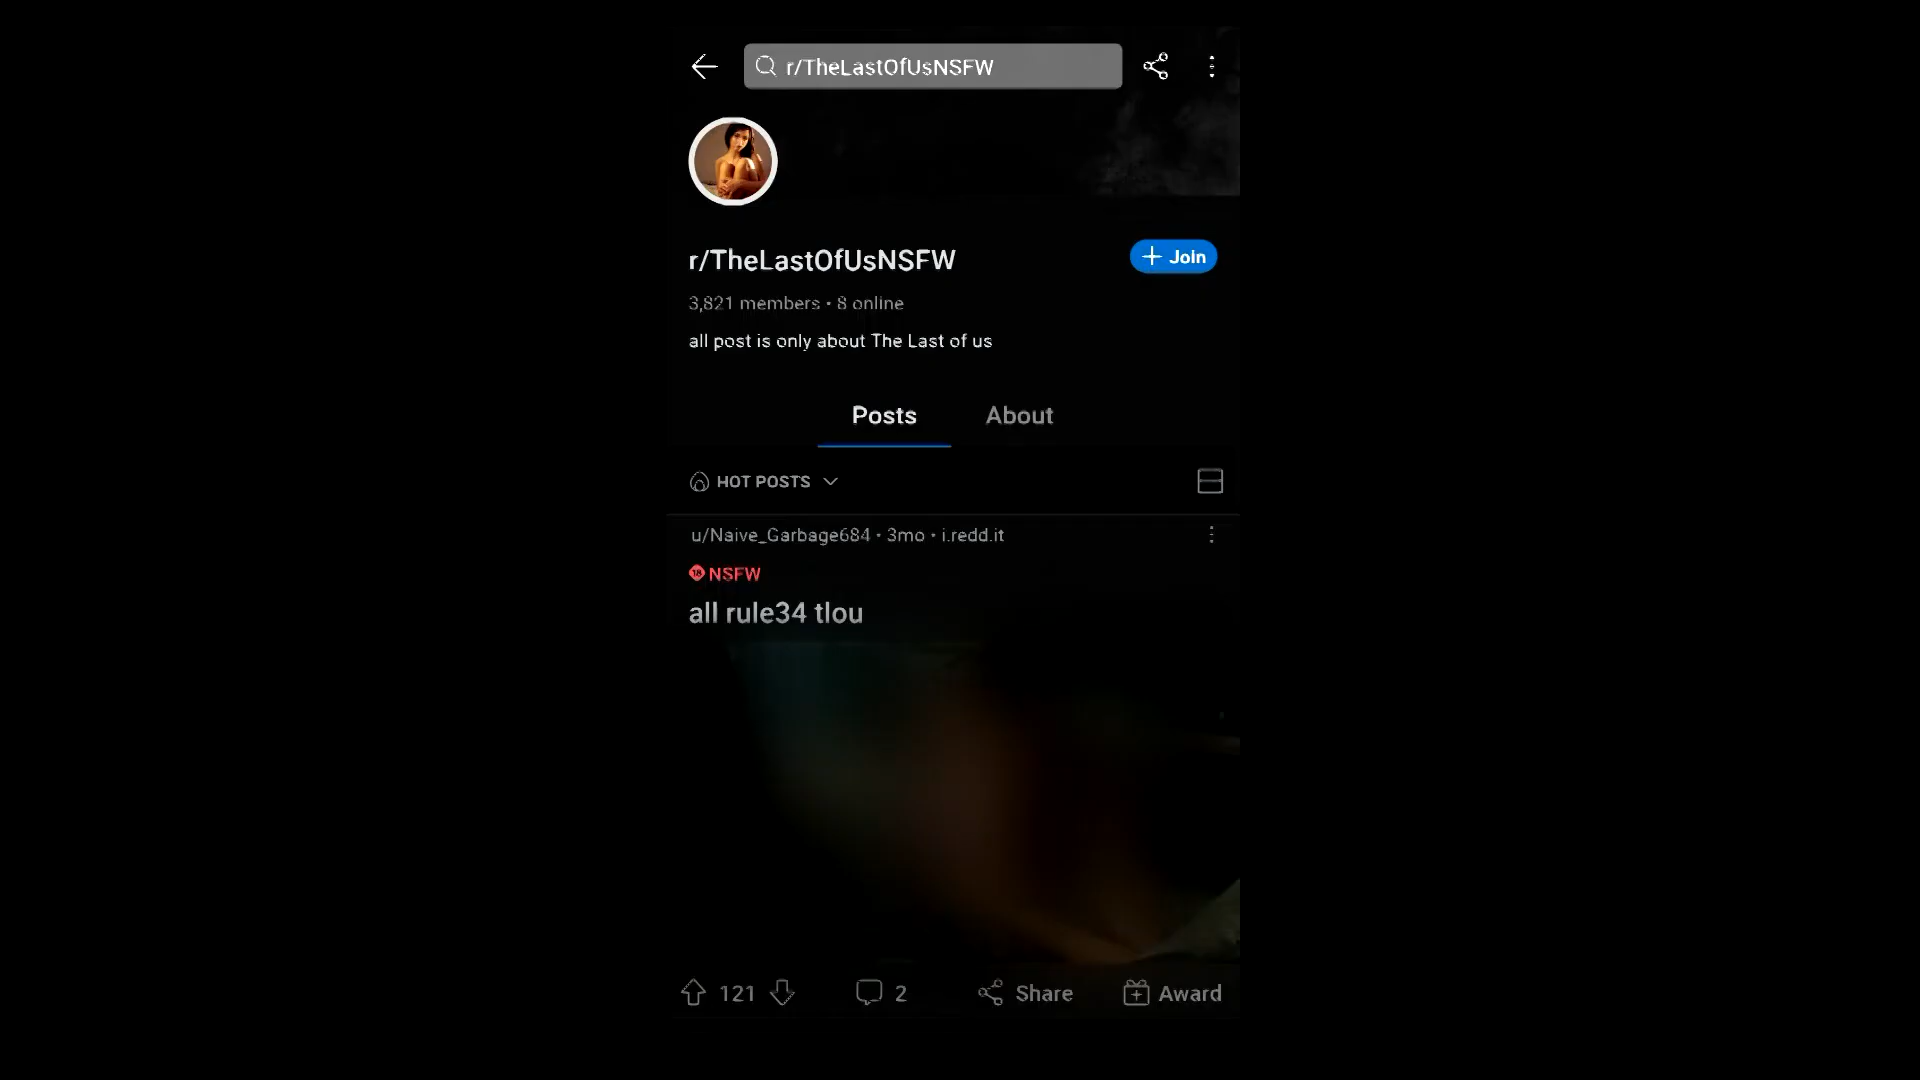 r/TheLastOfUsNSFW
r/TheLastOfUsNSFW
+ Join
3,821 members • 8 online
all post is only about The Last of us
Posts About
HOT POSTS
u/Naive_Garbage684 • 3mo • i.redd.it
18 NSFW
all rule34 tlou
121 2 Share Award